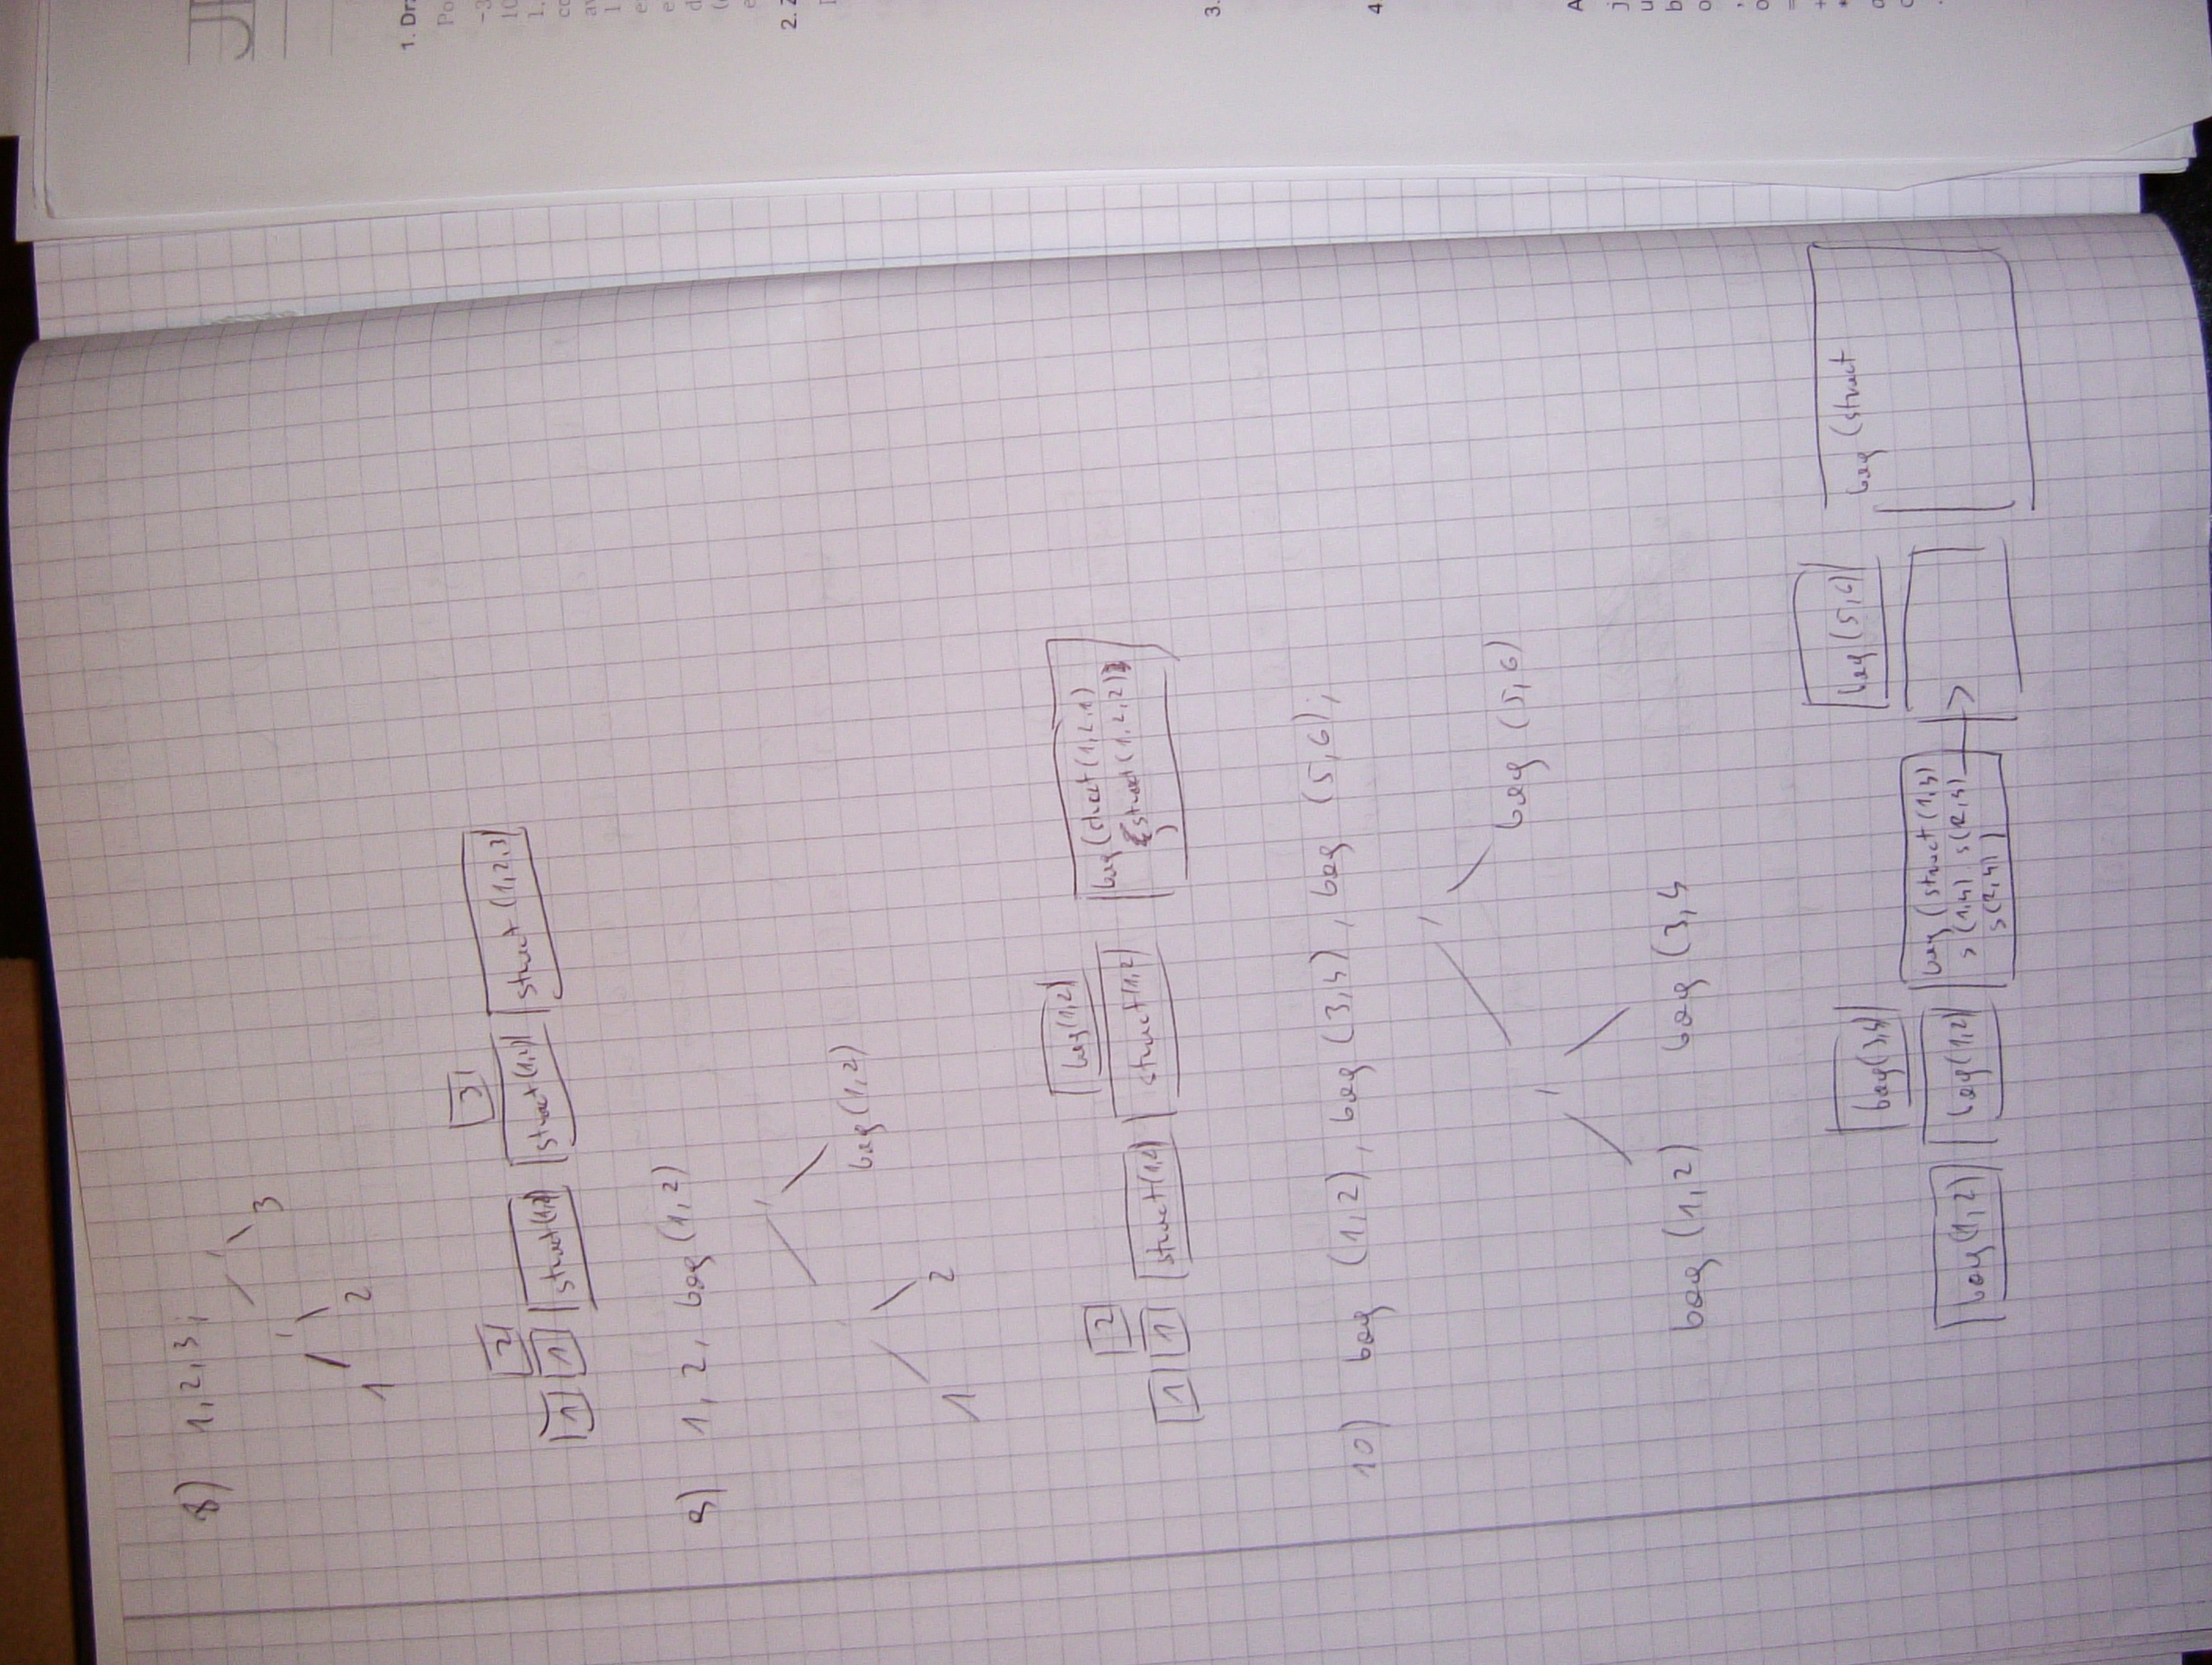 8) 1, 2, 3;
,
, 3
1 2
2 3
1 1 struct(1,2) struct(1,2) struct(1,2,3)
9) 1, 2, bag(1,2)
,
, bag(1,2)
1 2
2 bag(1,2) bag(struct(1,2,1)
1 1 struct(1,2) struct(1,2) struct(1,2,2)
)
10) bag (1,2), bag(3,4), bag (5,6);
,
, bag (5,6)
bag(1,2) bag(3,4
bag(3,4) bag(5,6) bag(struct
bag(1,2) bag(1,2) bag(struct(1,3)
s(1,4) s(2,3)
s(2,4))
1. Dr
Po
-3
10
1.
2.
3.
4.
A